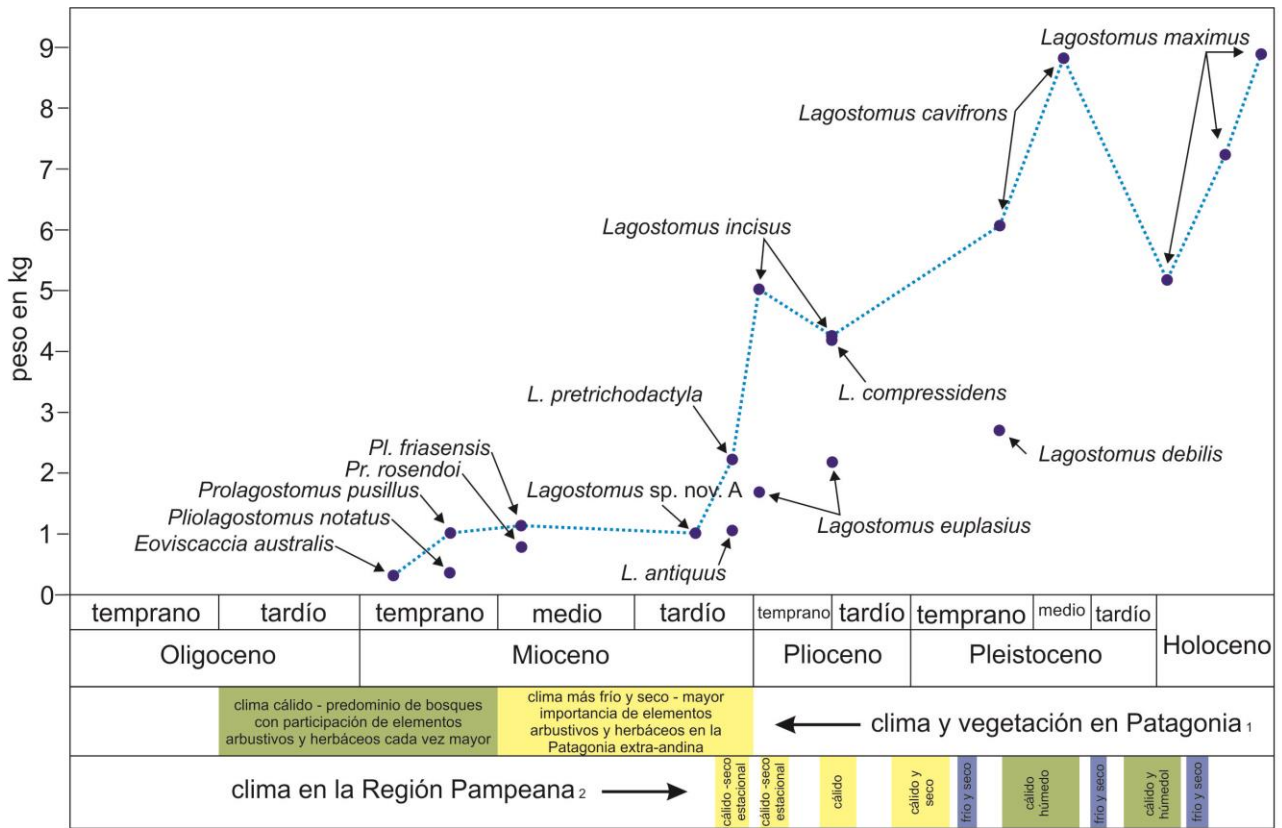 peso en kg
9
8
7
6
5
4
3
2
1
0
Lagostomus maximus
Lagostomus cavifrons
Lagostomus incisus
L. compressidens
L. pretrichodactyla
Lagostomus debilis
Pl. friasensis
Pr. rosendoi
Lagostomus sp. nov. A
Prolagostomus pusillus
Pliolagostomus notatus
Lagostomus euplasius
Eoviscaccia australis
L. antiquus
temprano tardío temprano medio tardío temprano tardío temprano medio tardío
Oligoceno Mioceno Plioceno Pleistoceno Holoceno
clima cálido - predominio de bosques
con participación de elementos
arbustivos y herbáceos cada vez mayor
clima más frío y seco - mayor
importancia de elementos
arbustivos y herbáceos en la
Patagonia extra-andina
clima y vegetación en Patagonia 1
clima en la Región Pampeana 2
cálido -seco
estacional
cálido -seco
estacional
cálido
cálido y
seco
frío y seco
cálido
húmedo
frío y seco
cálido y
húmedol
frío y seco